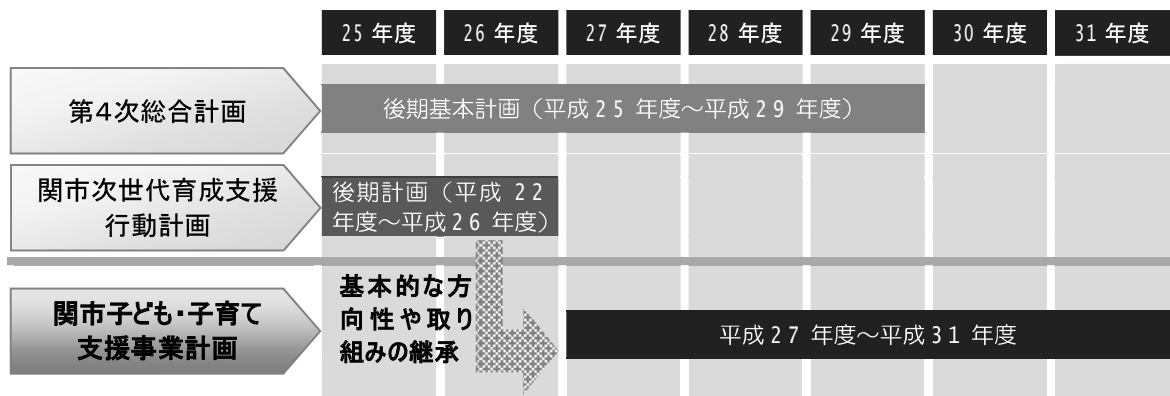 25 年度 26 年度 27 年度 28 年度 29 年度 30 年度 31 年度
第4次総合計画
後期基本計画（平成25 年度～平成29 年度）
関市次世代育成支援
行動計画
後期計画（平成 22
年度～平成26 年度）
基本的な方
向性や取り
組みの継承
関市子ども・子育て
支援事業計画
平成27 年度～平成31 年度